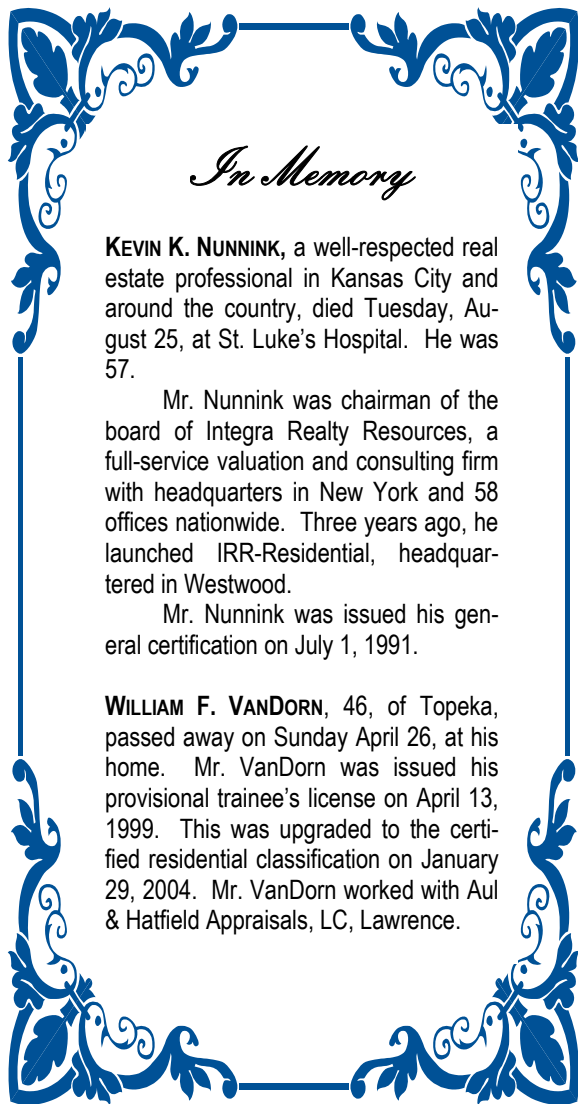 In Memory
KEVIN K. NUNNINK, a well-respected real
estate professional in Kansas City and
around the country, died Tuesday, Au-
gust 25, at St. Luke's Hospital.  He was
57.
Mr. Nunnink was chairman of the
board of Integra Realty Resources, a
full-service valuation and consulting firm
with headquarters in New York and 58
offices nationwide.  Three years ago, he
launched IRR-Residential, headquar-
tered in Westwood.
Mr. Nunnink was issued his gen-
eral certification on July 1, 1991.
WILLIAM F. VANDORN, 46, of Topeka,
passed away on Sunday April 26, at his
home.  Mr. VanDorn was issued his
provisional trainee's license on April 13,
1999.  This was upgraded to the certi-
fied residential classification on January
29, 2004.  Mr. VanDorn worked with Aul
& Hatfield Appraisals, LC, Lawrence.